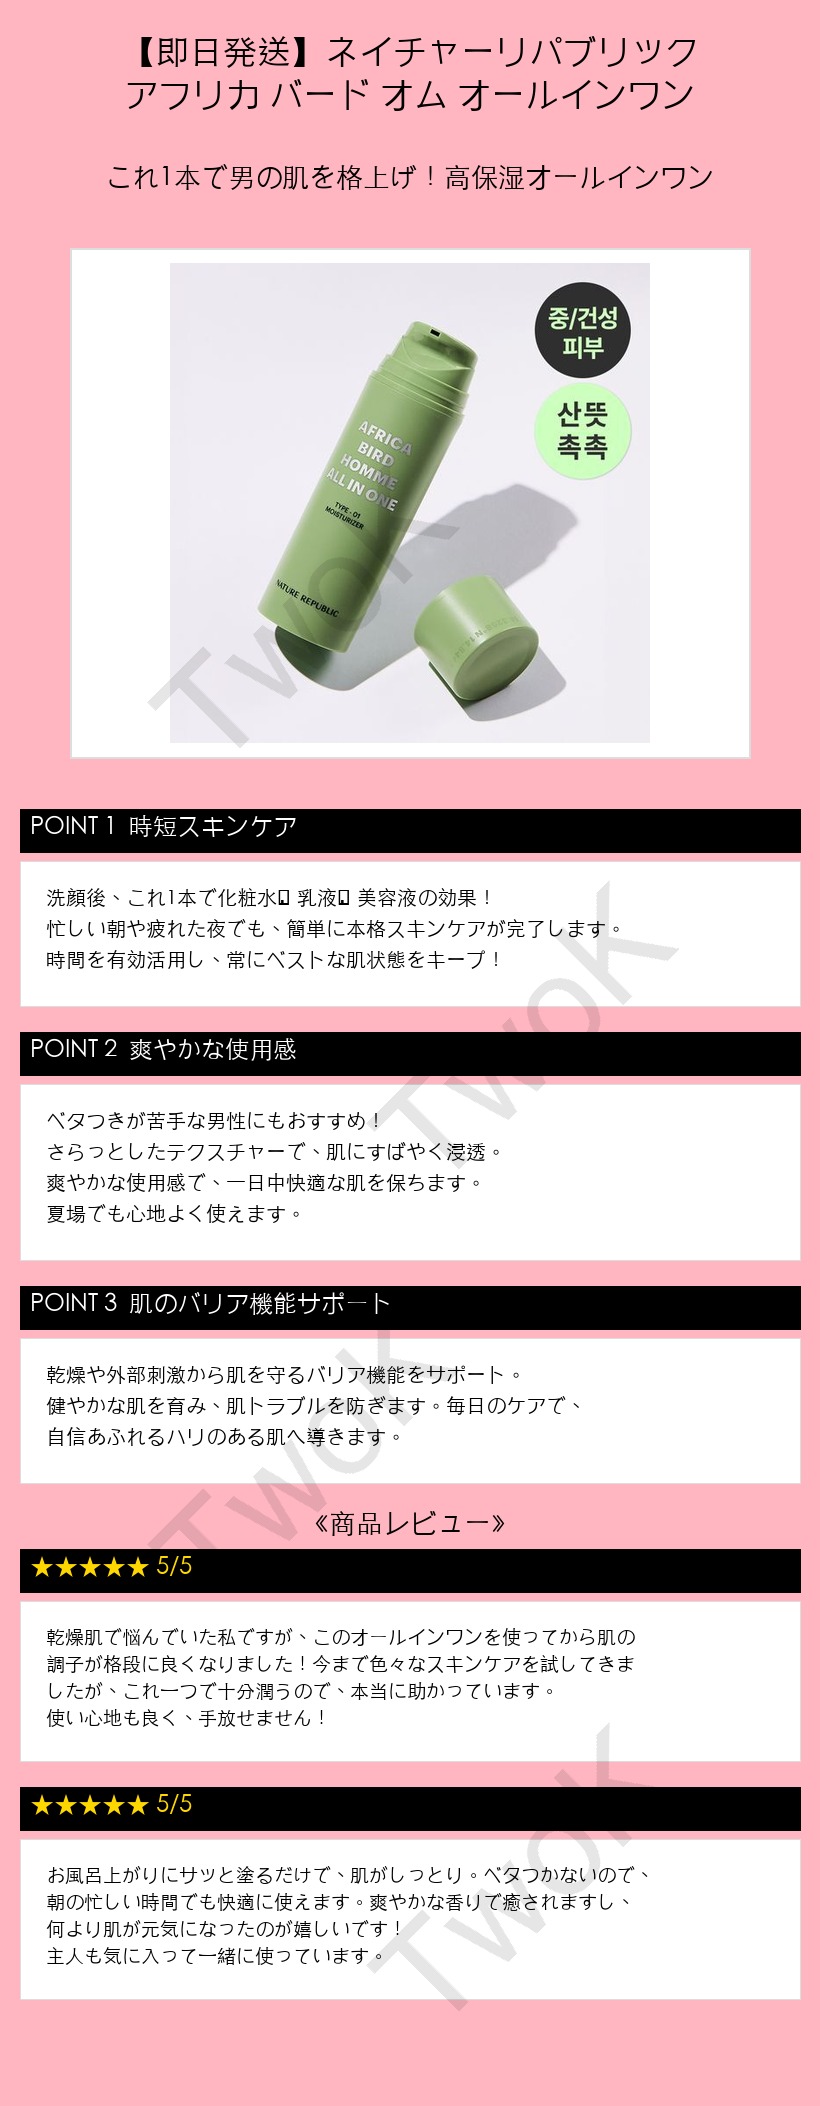 【即日発送】ネイチャーリパブリック
アフリカ バード オム オールインワン
これ1本で男の肌を格上げ！高保湿オールインワン
중/건성
피부
산뜻
촉촉
AFRICA
BIRD
HOMME
ALL IN ONE
TYPE - 01
MOISTURIZER
NATURE REPUBLIC
TwoK
POINT 1 時短スキンケア
洗顔後、これ1本で化粧水 乳液 美容液の効果！
忙しい朝や疲れた夜でも、簡単に本格スキンケアが完了します。
時間を有効活用し、常にベストな肌状態をキープ！
TwoK
POINT 2 爽やかな使用感
ベタつきが苦手な男性にもおすすめ！
さらっとしたテクスチャーで、肌にすばやく浸透。
爽やかな使用感で、一日中快適な肌を保ちます。
夏場でも心地よく使えます。
POINT 3 肌のバリア機能サポート
乾燥や外部刺激から肌を守るバリア機能をサポート。
健やかな肌を育み、肌トラブルを防ぎます。毎日のケアで、
自信あふれるハリのある肌へ導きます。
TwoK
《商品レビュー》
★★★★★ 5/5
乾燥肌で悩んでいた私ですが、このオールインワンを使ってから肌の
調子が格段に良くなりました！今まで色々なスキンケアを試してきま
したが、これ一つで十分潤うので、本当に助かっています。
使い心地も良く、手放せません！
★★★★★ 5/5
お風呂上がりにサッと塗るだけで、肌がしっとり。ベタつかないので、
朝の忙しい時間でも快適に使えます。爽やかな香りで癒されますし、
何より肌が元気になったのが嬉しいです！
主人も気に入って一緒に使っています。
TwoK